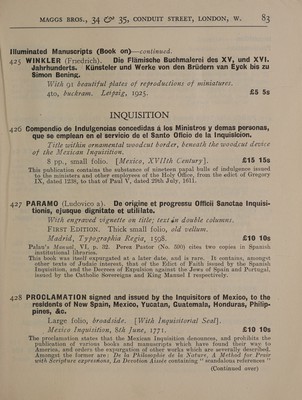 MAGGS BROS., 34 & 35, CONDUIT STREET, LONDON, W. 83
Illuminated Manuscripts (Book on)—continued.
425 WINKLER (Friedrich). Die Flämische Buchmalerei des XV, und XVI.
Jahrhunderts. Künsteler und Werke von den Brüdern van Eyck bis zu
Simon Bening.
With 91 beautiful plates of reproductions of miniatures.
4to, buckram. Leipzig, 1925. £5 5s
INQUISITION
426 Compendio de Indulgencias concedidas á los Ministros y demas personas,
que se emplean en el servicio de el Santo Oficio de la Inquisicion.
Title within ornamental woodcut border, beneath the woodcut device
of the Mexican Inquisition.
8 pp., small folio. [Mexico, XVIIth Century]. £15 15s
This publication contains the substance of nineteen papal bulls of indulgence issued
to the ministers and other employees of the Holy Office, from the edict of Gregory
IX, dated 1238, to that of Paul V, dated 29th July, 1611.
427 PARAMO (Ludovico a). De origine et progressu Officii Sanctae Inquisi-
tionis, ejusque dignitate et utilitate.
With engraved vignette on title; text in double columns.
FIRST EDITION. Thick small folio, old vellum.
Madrid, Typographia Regia, 1598. £10 10s
Palau's Manual, VI, p. 32. Perez Pastor (No. 590) cites two copies in Spanish
institutional libraries.
This book was itself expurgated at a later date, and is rare. It contains, amongst
other texts of Judaic interest, that of the Edict of Faith issued by the Spanish
Inquisition, and the Decrees of Expulsion against the Jews of Spain and Portugal,
issued by the Catholic Sovereigns and King Manuel I respectively.
428 PROCLAMATION signed and issued by the Inquisitors of Mexico, to the
residents of New Spain, Mexico, Yucatan, Guatemala, Honduras, Philip-
pines, &c.
Large folio, broadside. [With Inquisitorial Seal].
Mexico Inquisition, 8th June, 1771. £10 10s
The proclamation states that the Mexican Inquisition denounces, and prohibits the
publication of various books and manuscripts which have found their way to
America, and orders the expurgation of other works which are severally described.
Amongst the former are: De la Philosophie de la Nature, A Method for Penie
with Scripture expressions, La Devotion Aissée containing "scandalous references"
(Continued over)